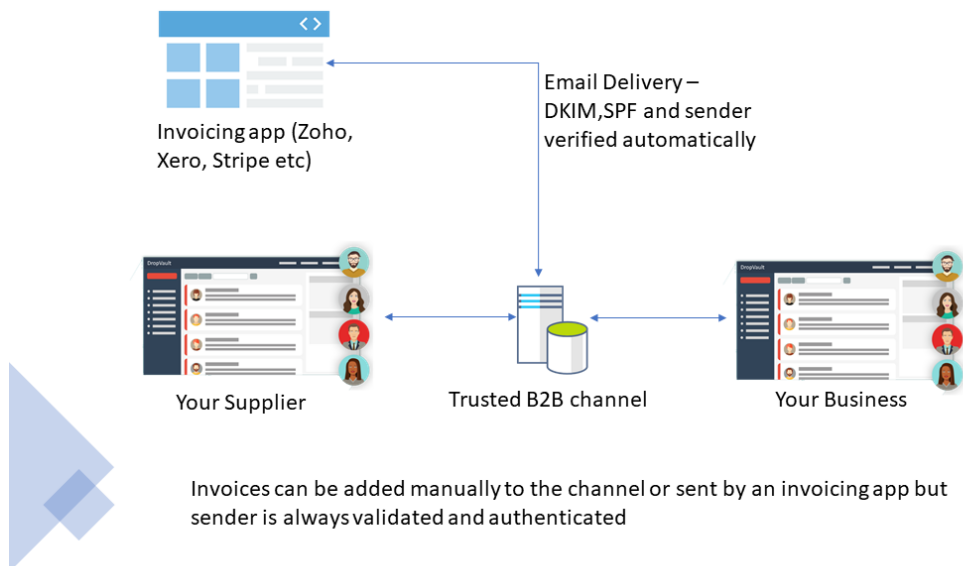 Invoicing app (Zoho,
Xero, Stripe etc)
Email Delivery –
DKIM,SPF and sender
verified automatically
DropVault
DropVault
Your Supplier
Trusted B2B channel
Your Business
Invoices can be added manually to the channel or sent by an invoicing app but
sender is always validated and authenticated